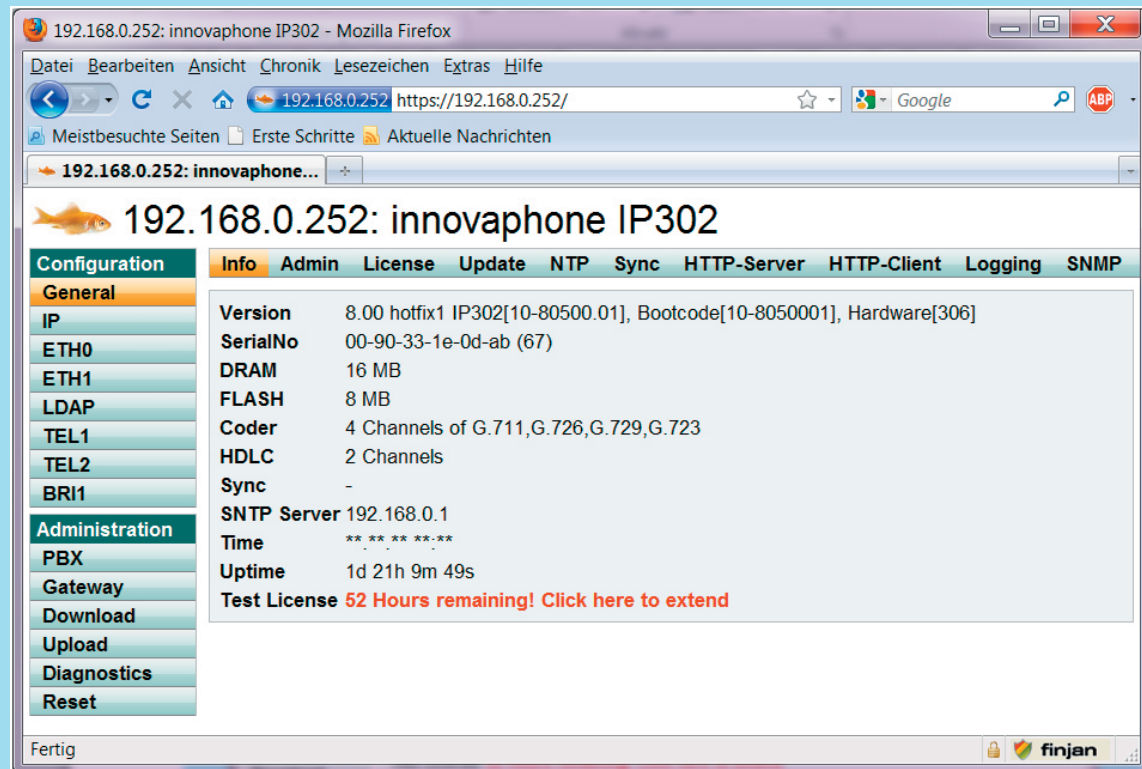 192.168.0.252: innovaphone IP302 - Mozilla Firefox
Datei Bearbeiten Ansicht Chronik Lesezeichen Extras Hilfe
192.168.0.252 https://192.168.0.252/ Google ABP
Meistbesuchte Seiten Erste Schritte Aktuelle Nachrichten
192.168.0.252: innovaphone...
192.168.0.252: innovaphone IP302
Configuration
General
IP
ETH0
ETH1
LDAP
TEL1
TEL2
BRI1
Administration
PBX
Gateway
Download
Upload
Diagnostics
Reset
Info Admin License Update NTP Sync HTTP-Server HTTP-Client Logging SNMP
Version 8.00 hotfix1 IP302[10-80500.01], Bootcode[10-8050001], Hardware[306]
SerialNo 00-90-33-1e-0d-ab (67)
DRAM 16 MB
FLASH 8 MB
Coder 4 Channels of G.711,G.726,G.729,G.723
HDLC 2 Channels
Sync -
SNTP Server 192.168.0.1
Time **.**.** **:**
Uptime 1d 21h 9m 49s
Test License 52 Hours remaining! Click here to extend
Fertig
finjan